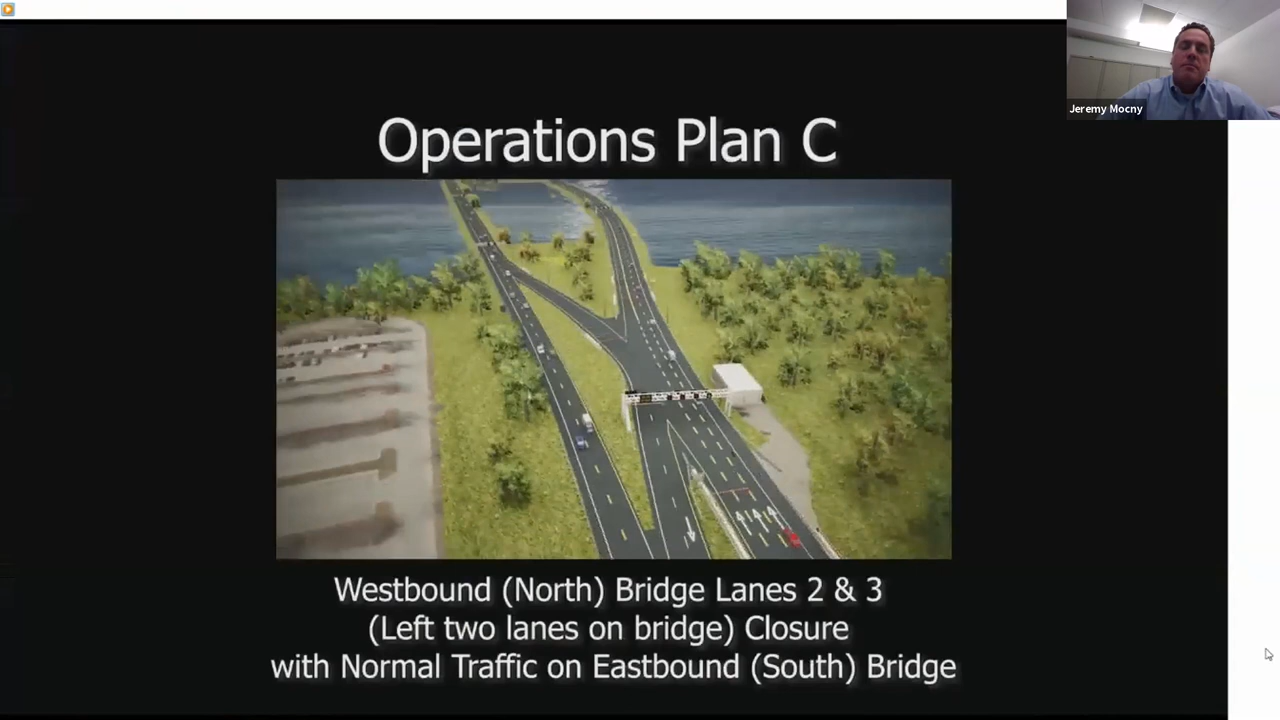 Jeremy Mocny
Operations Plan C
Westbound (North) Bridge Lanes 2 & 3
(Left two lanes on bridge) Closure
with Normal Traffic on Eastbound (South) Bridge